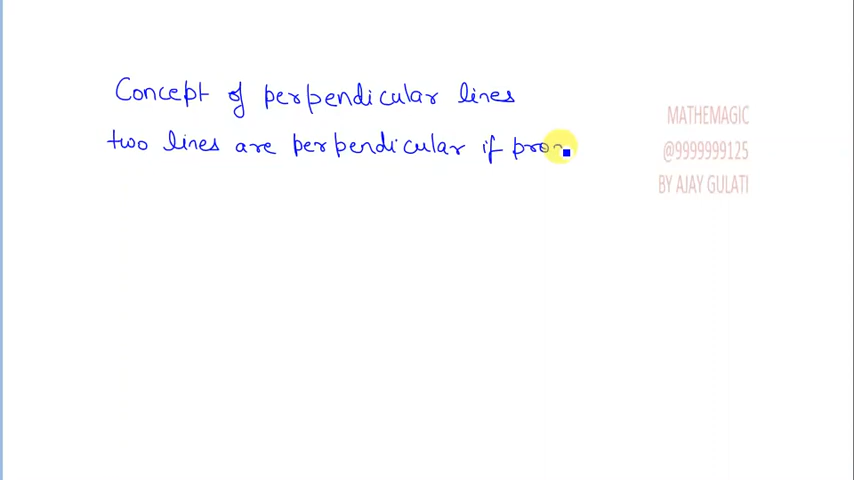 Concept of perpendicular lines
two lines are perpendicular if
MATHEMAGIC
@9999999125
BY AJAY GULATI